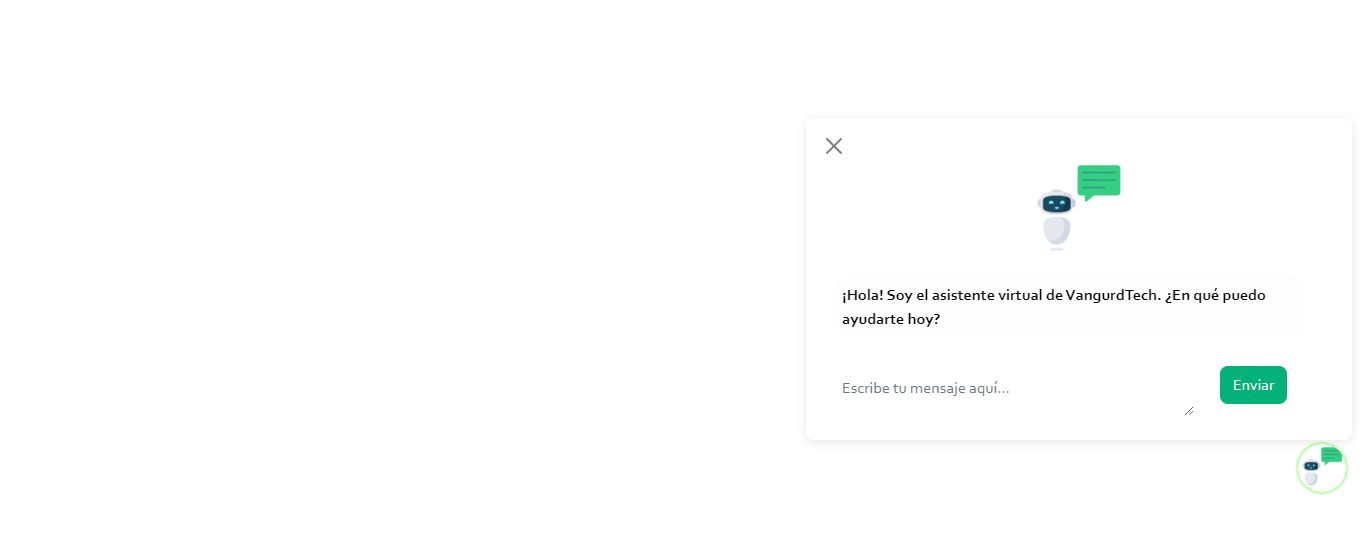 ¡Hola! Soy el asistente virtual de VangurdTech. ¿En qué puedo
ayudarte hoy?
Escribe tu mensaje aquí...
Enviar